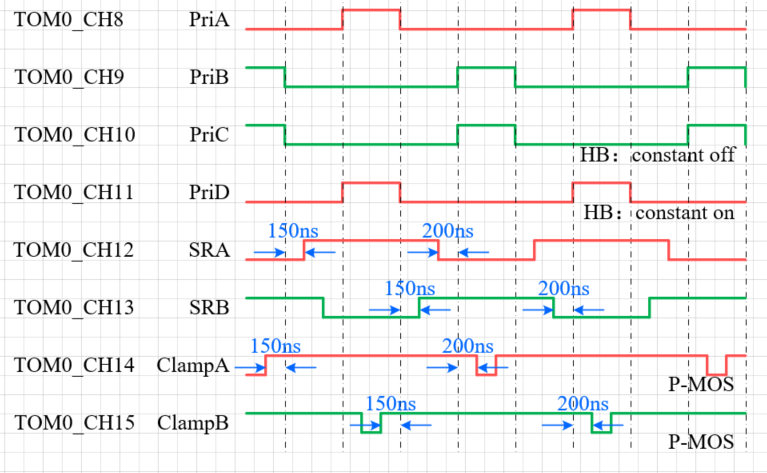 TOM0_CH8 PriA
TOM0_CH9 PriB
TOM0_CH10 PriC
HB：constant off
TOM0_CH11 PriD
HB：constant on
150ns 200ns
TOM0_CH12 SRA
150ns 200ns
TOM0_CH13 SRB
150ns 200ns
TOM0_CH14 ClampA
P-MOS
150ns 200ns
TOM0_CH15 ClampB
P-MOS